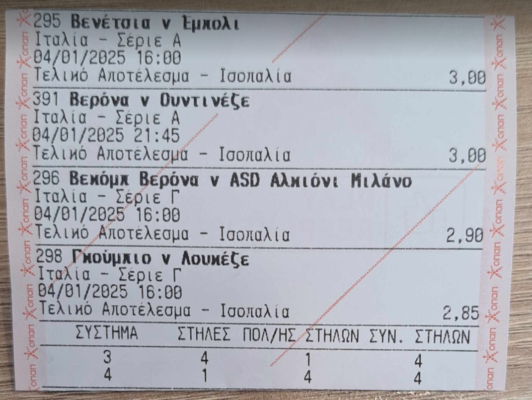 295 Βενέτσια v Έμπολι
Ιταλία - Σέριε Α
04/01/2025 16:00
Τελικό Αποτέλεσμα - Ισοπαλία 3,00
391 Βερόνα v Ουντινέζε
Ιταλία - Σέριε Α
04/01/2025 21:45
Τελικό Αποτέλεσμα - Ισοπαλία 3,00
296 Βεκόμπ Βερόνα v ASD Αλκιόνι Μιλάνο
Ιταλία - Σέριε Γ
04/01/2025 16:00
Τελικό Αποτέλεσμα - Ισοπαλία 2,90
298 Γκούμπιο v Λουκέζε
Ιταλία - Σέριε Γ
04/01/2025 16:00
Τελικό Αποτέλεσμα - Ισοπαλία 2,85
ΣΥΣΤΗΜΑ ΣΤΗΛΕΣ ΠΟΛ/ΗΣ ΣΤΗΛΩΝ ΣΥΝ. ΣΤΗΛΩΝ
3 4 1 4
4 1 4 4